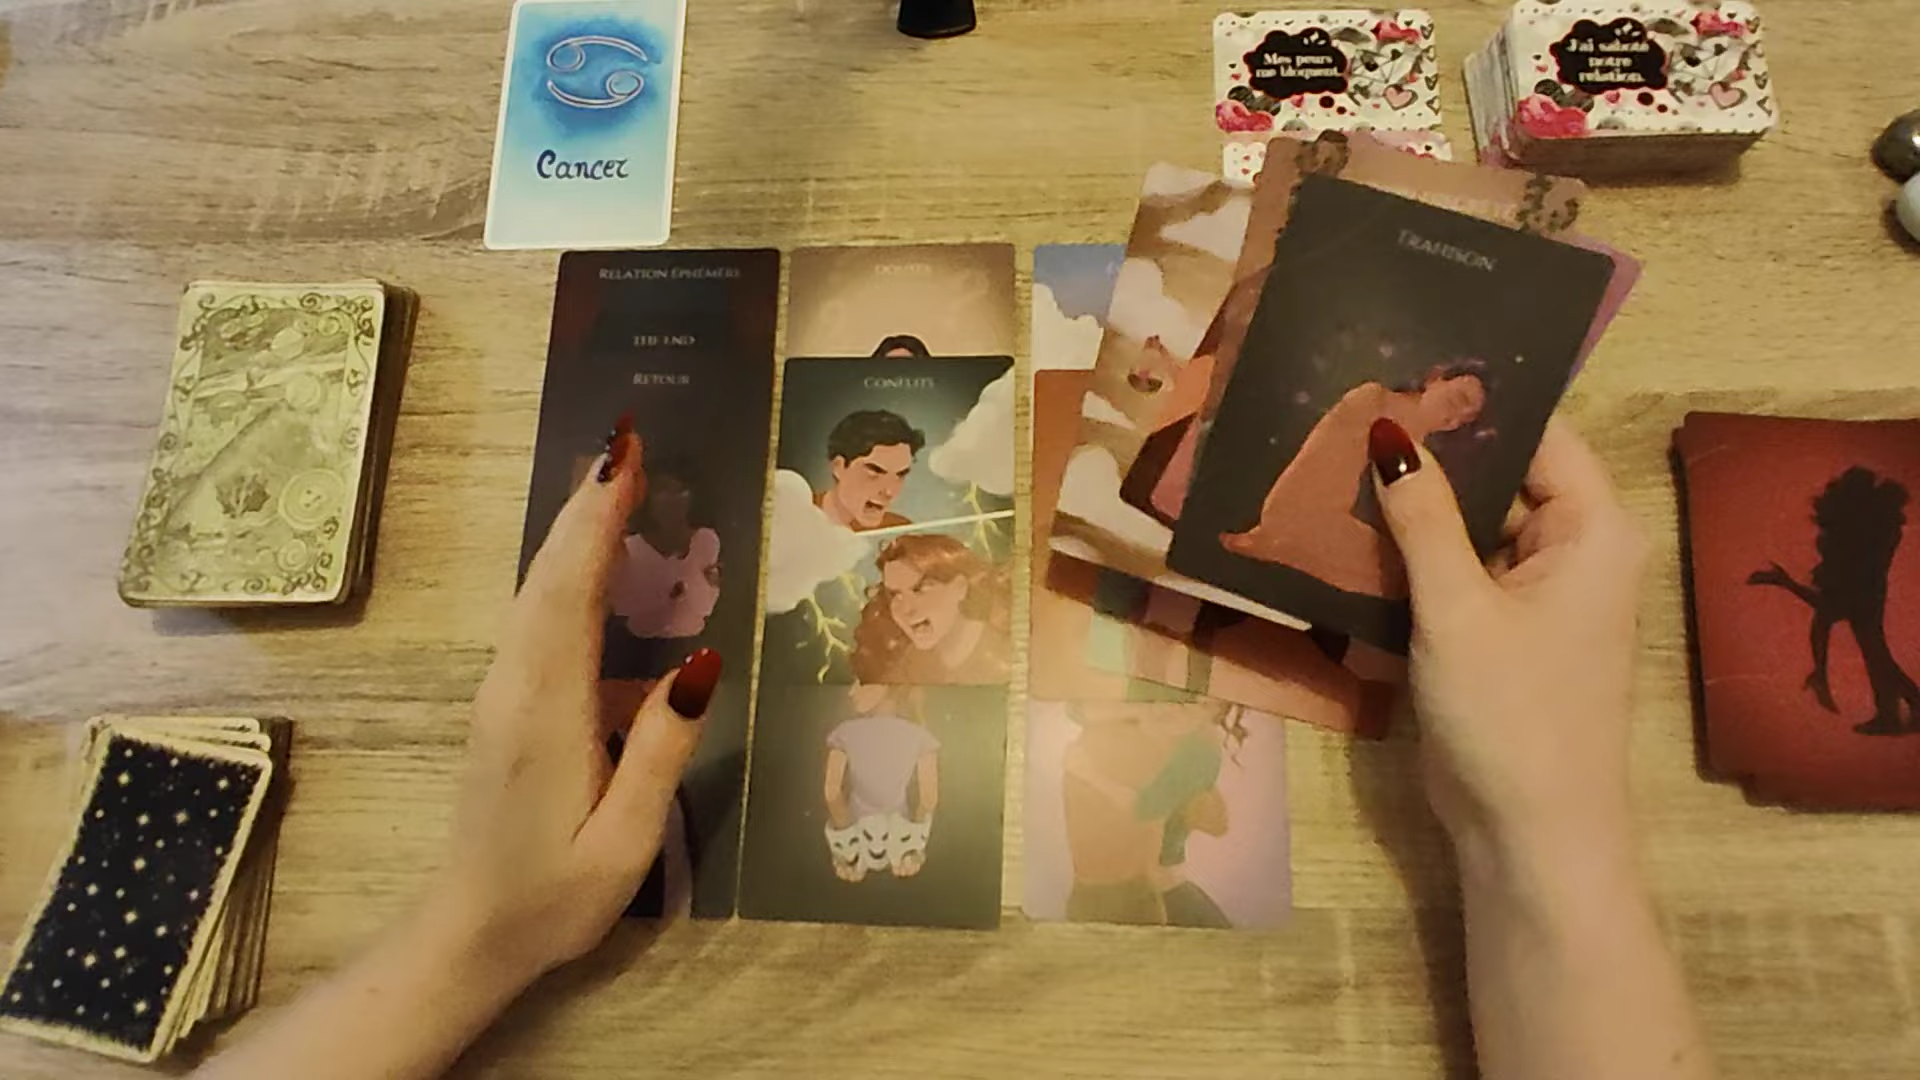 Cancer
Mes peurs
me bloquent.
J'ai saboté
notre
relation.
TRAHISON
RELATION ÉPHÉMÈRE
THE END
RETOUR
DOUTES
CONFLITS